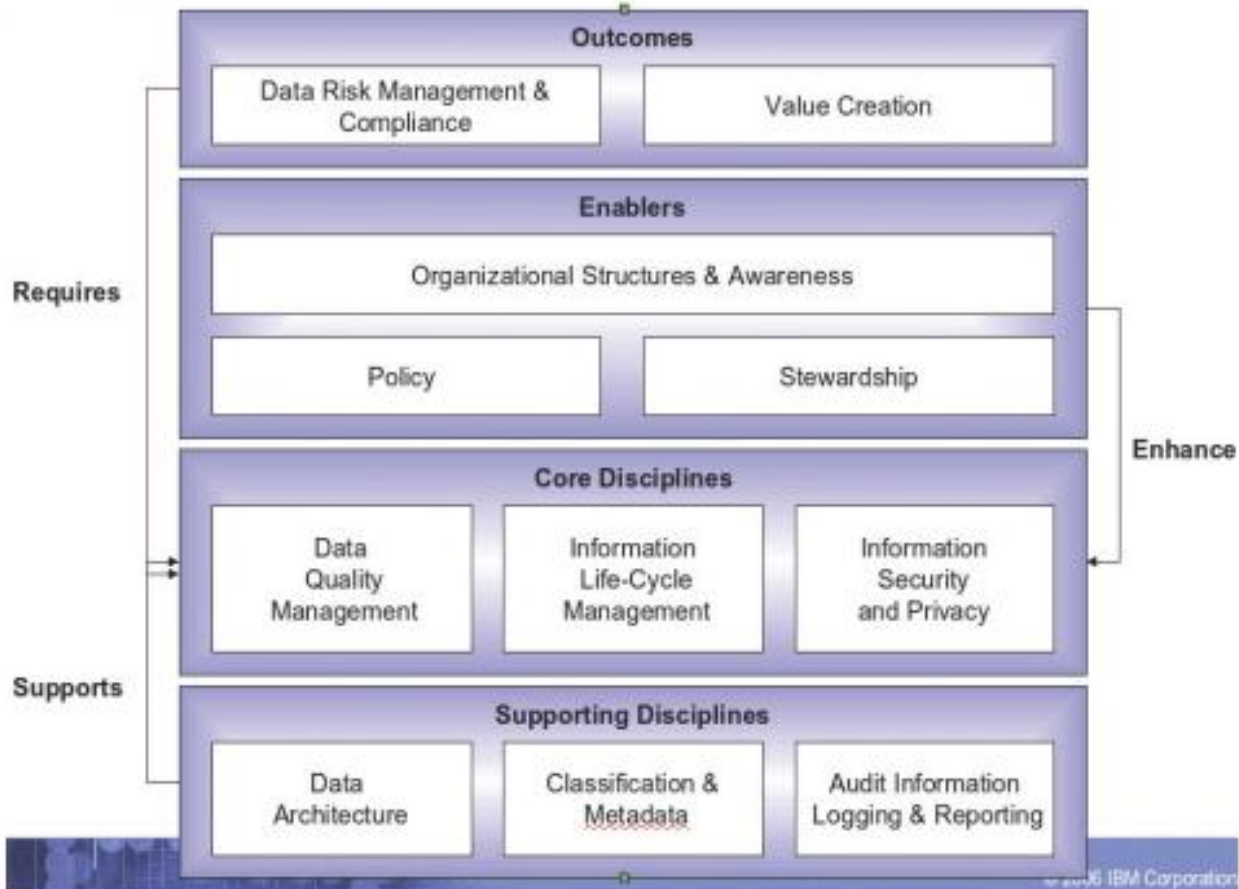 Outcomes
Data Risk Management &
Compliance
Value Creation
Enablers
Organizational Structures & Awareness
Requires
Policy
Stewardship
Enhance
Core Disciplines
Data
Quality
Management
Information
Life-Cycle
Management
Information
Security
and Privacy
Supports
Supporting Disciplines
Data
Architecture
Classification &
Metadata
Audit Information
Logging & Reporting
IBM Corporation